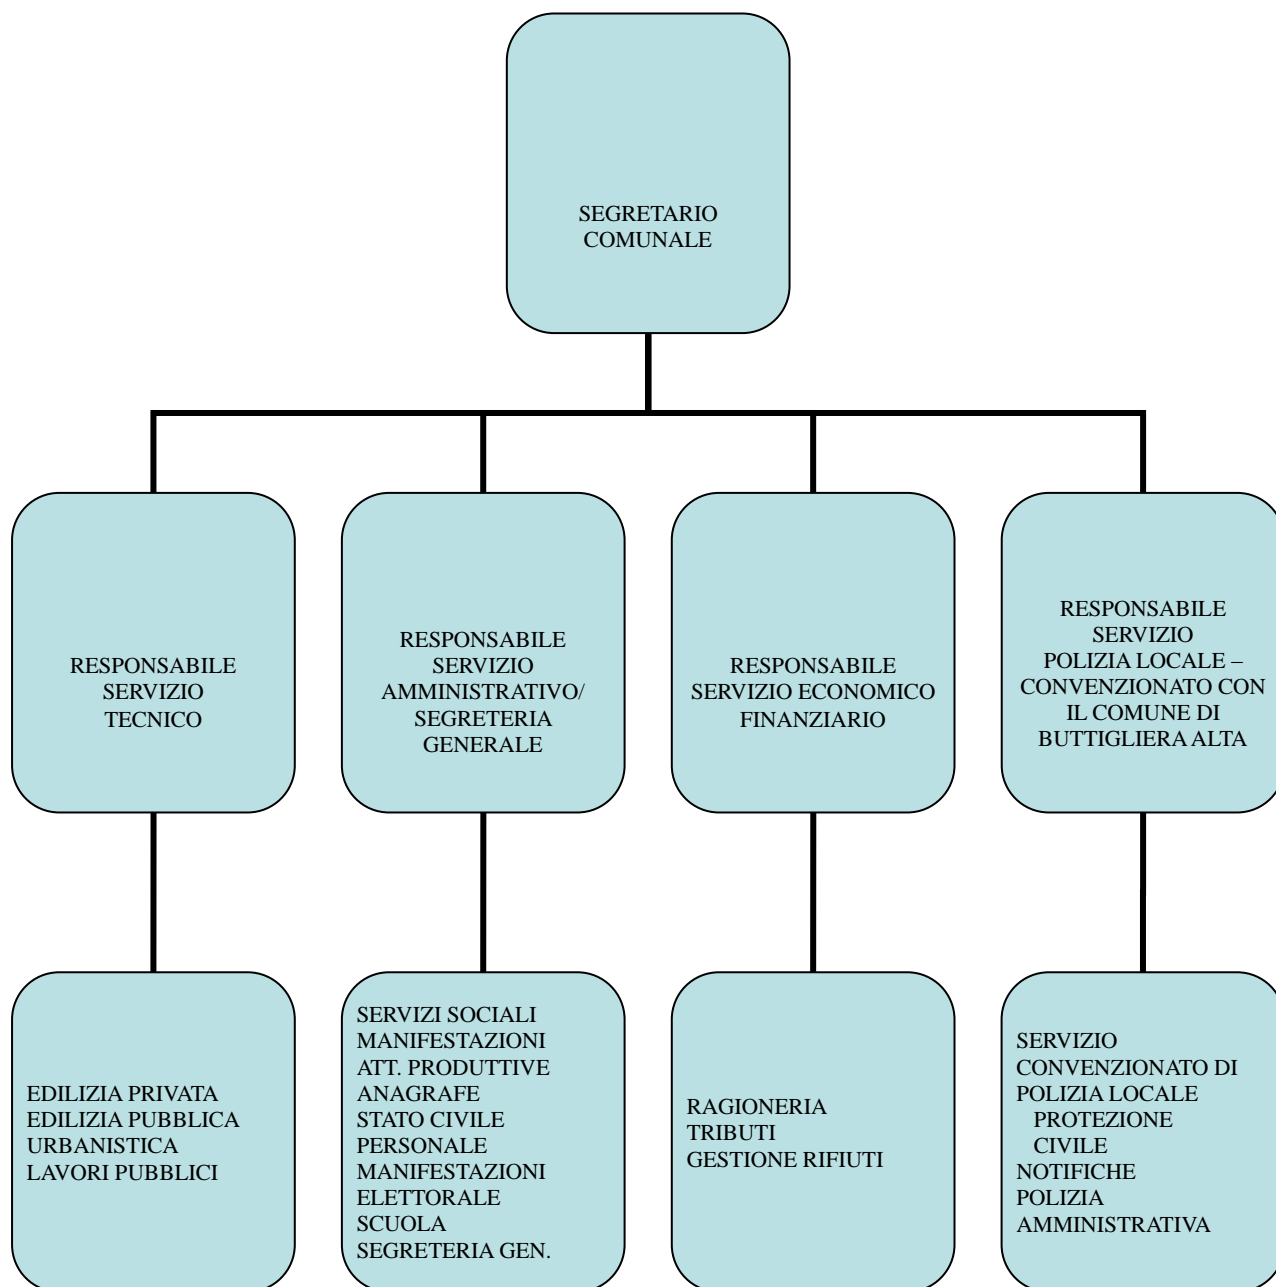 SEGRETARIO
COMUNALE
RESPONSABILE
SERVIZIO
TECNICO
RESPONSABILE
SERVIZIO
AMMINISTRATIVO/
SEGRETERIA
GENERALE
RESPONSABILE
SERVIZIO ECONOMICO
FINANZIARIO
RESPONSABILE
SERVIZIO
POLIZIA LOCALE –
CONVENZIONATO CON
IL COMUNE DI
BUTTIGLIERA ALTA
EDILIZIA PRIVATA
EDILIZIA PUBBLICA
URBANISTICA
LAVORI PUBBLICI
SERVIZI SOCIALI
MANIFESTAZIONI
ATT. PRODUTTIVE
ANAGRAFE
STATO CIVILE
PERSONALE
MANIFESTAZIONI
ELETTORALE
SCUOLA
SEGRETERIA GEN.
RAGIONERIA
TRIBUTI
GESTIONE RIFIUTI
SERVIZIO
CONVENZIONATO DI
POLIZIA LOCALE
PROTEZIONE
CIVILE
NOTIFICHE
POLIZIA
AMMINISTRATIVA